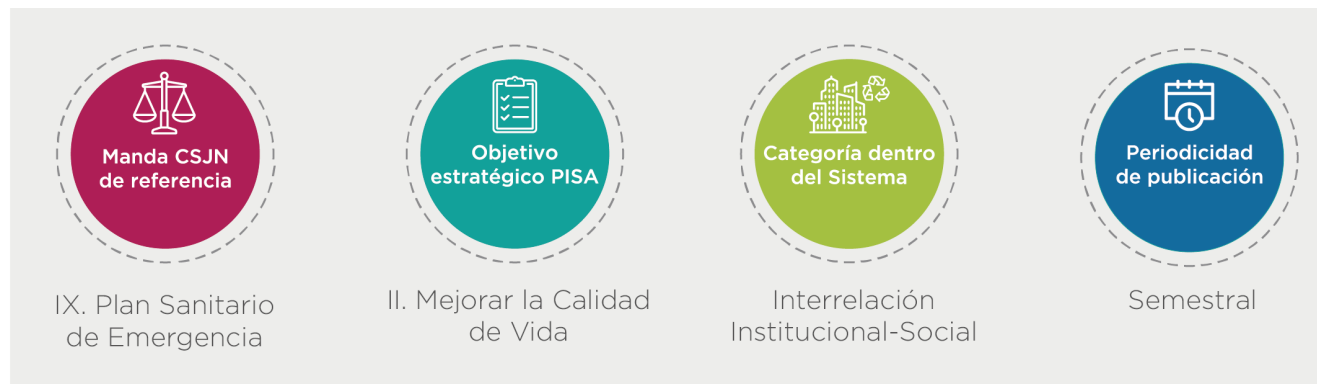 Manda CSJN
de referencia
IX. Plan Sanitario
de Emergencia
Objetivo
estratégico PISA
II. Mejorar la Calidad
de Vida
Categoría dentro
del Sistema
Interrelación
Institucional-Social
Periodicidad
de publicación
Semestral